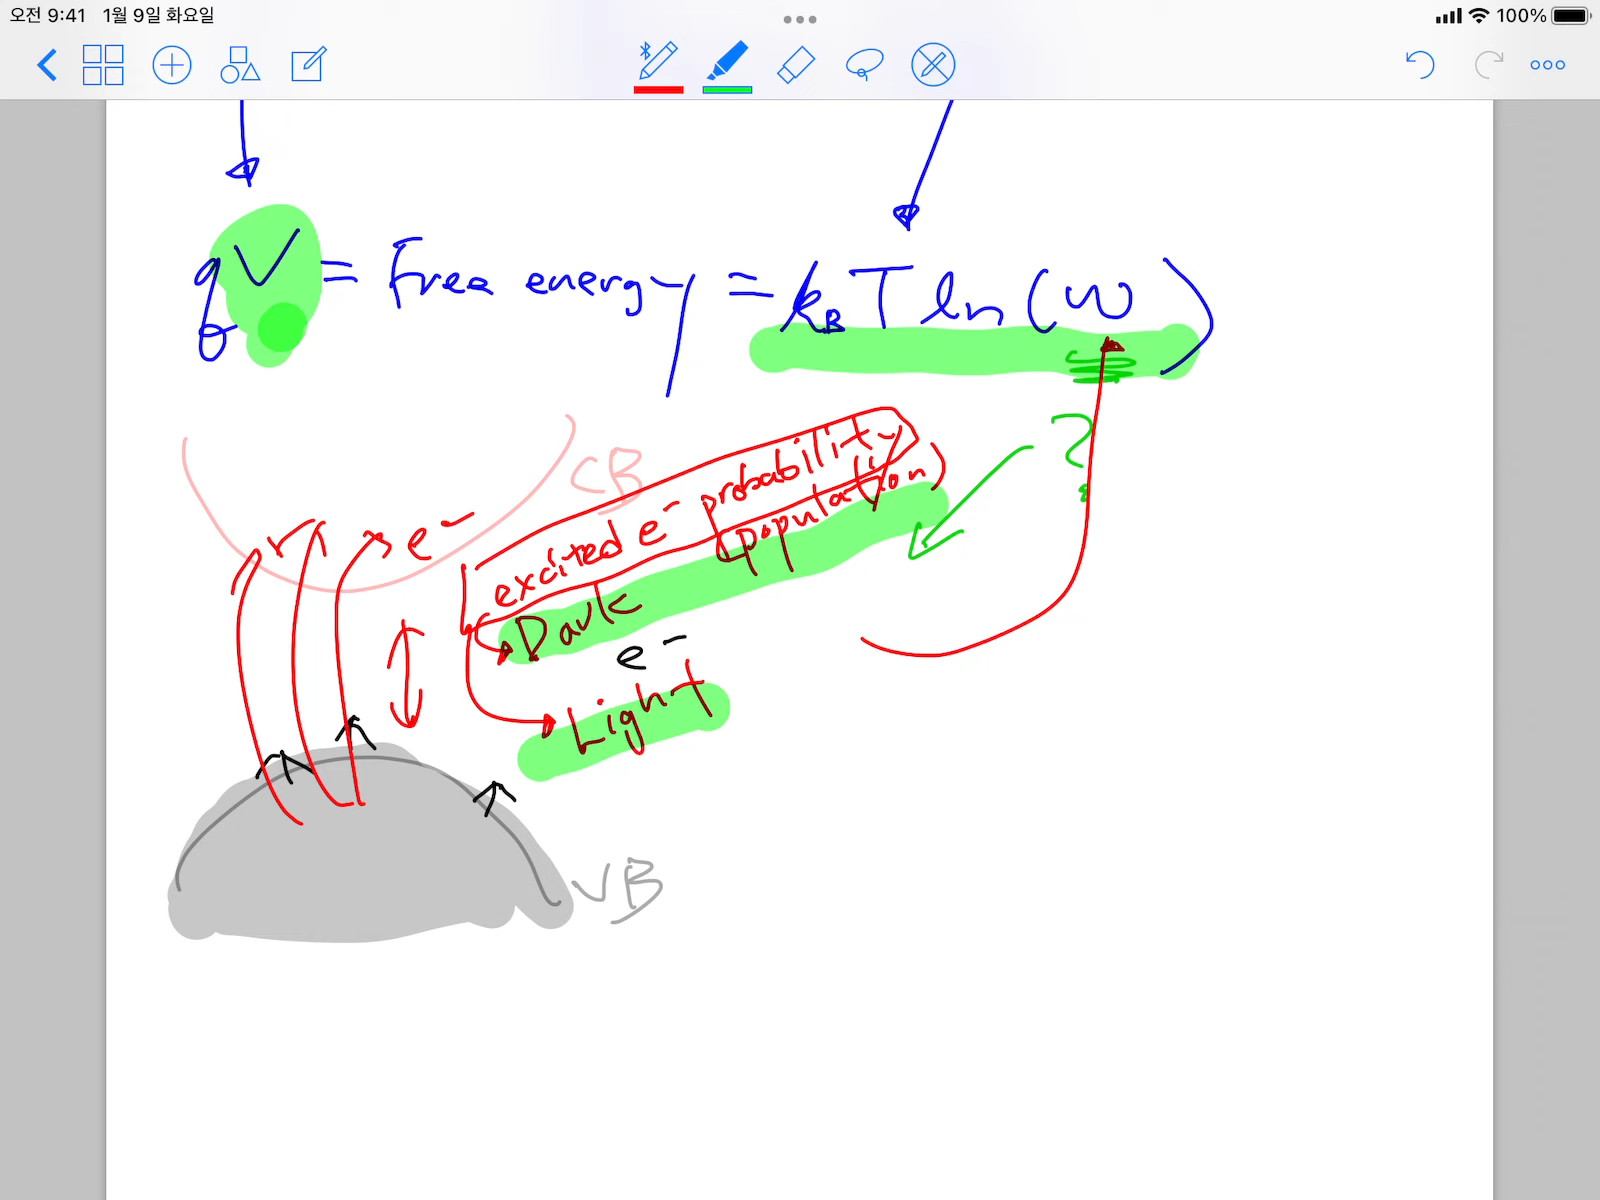 오전 9:41 1월 9일 화요일
100%
qV = Free energy = k_B T ln(W)
CB
excited e⁻ probability
(population)
e⁻
Dark
e⁻
Light
VB
?